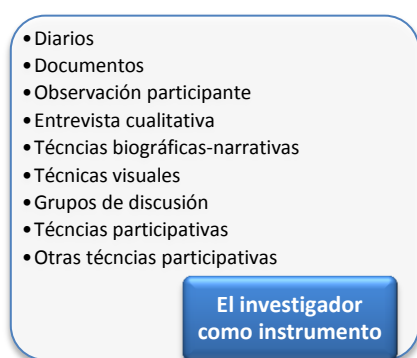 •Diarios
•Documentos
•Observación participante
•Entrevista cualitativa
•Técncias biográficas-narrativas
•Técnicas visuales
•Grupos de discusión
•Técncias participativas
•Otras técncias participativas
El investigador
como instrumento